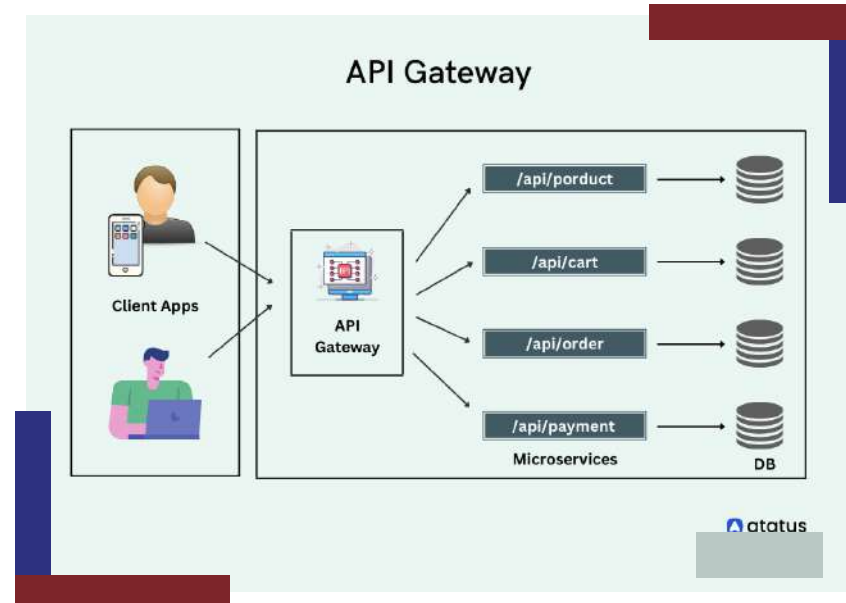 API Gateway
/api/porduct
/api/cart
Client Apps
API
Gateway
/api/order
/api/payment
Microservices
DB
atatus